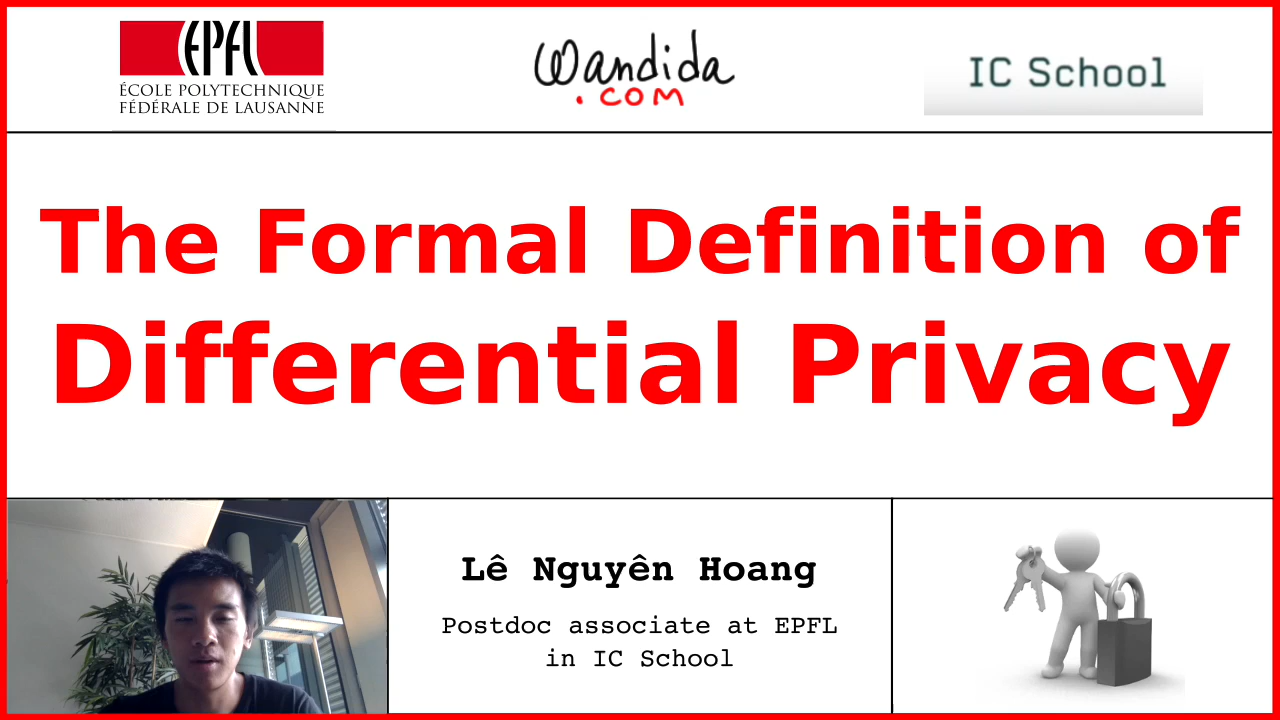 EPFL
ÉCOLE POLYTECHNIQUE
FÉDÉRALE DE LAUSANNE
Wandida
.COM
IC School
The Formal Definition of
Differential Privacy
Lê Nguyên Hoang
Postdoc associate at EPFL
in IC School